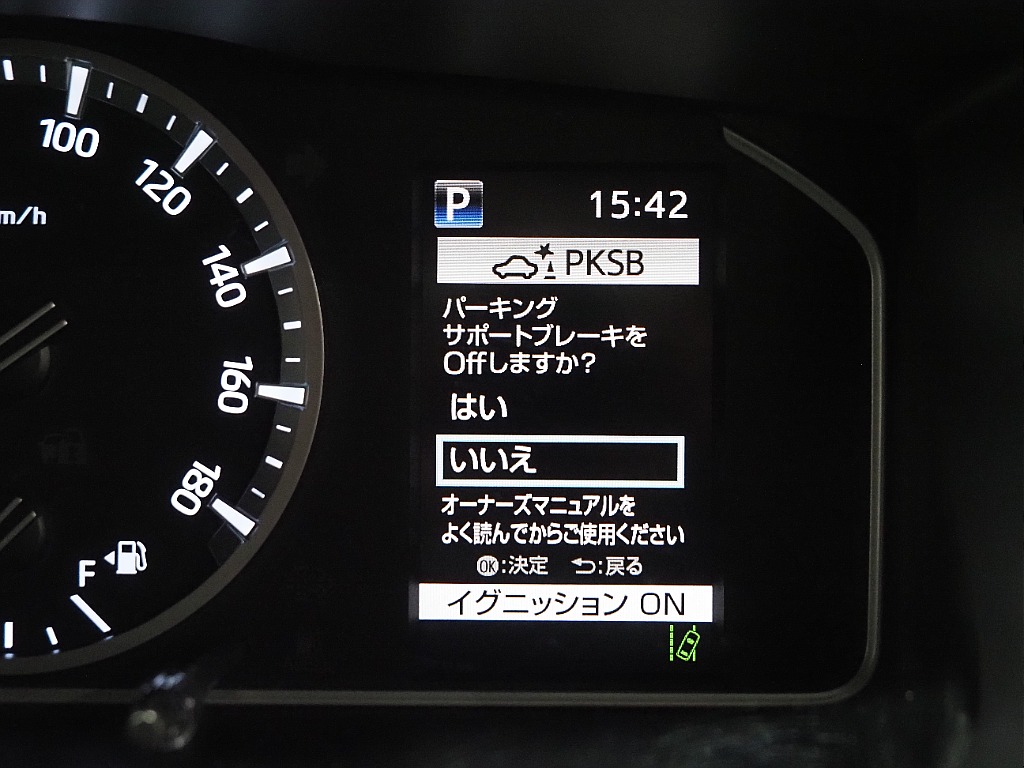 100
120
m/h
140
160
180
F
P 15:42
PKSB
パーキング
サポートブレーキを
Offしますか?
はい
いいえ
オーナーズマニュアルを
よく読んでからご使用ください
OK:決定 :戻る
イグニッション ON